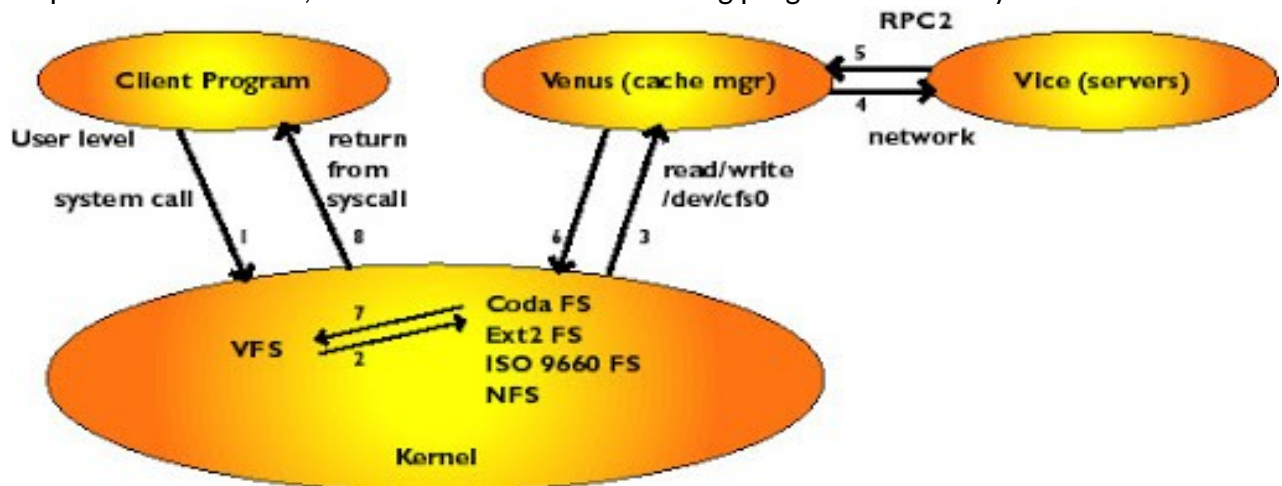 RPC2
Client Program
Venus (cache mgr)
5
4
Vice (servers)
User level
return
from
syscall
system call
read/write
/dev/cfs0
network
1
8
6
3
7
2
VFS
Coda FS
Ext2 FS
ISO 9660 FS
NFS
Kernel